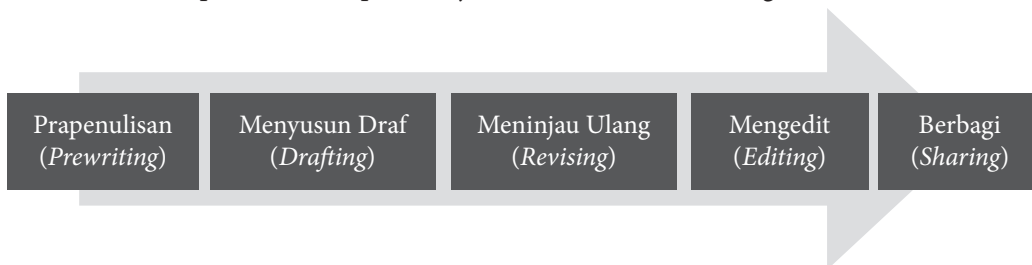 Prapenulisan
(Prewriting)
Menyusun Draf
(Drafting)
Meninjau Ulang
(Revising)
Mengedit
(Editing)
Berbagi
(Sharing)